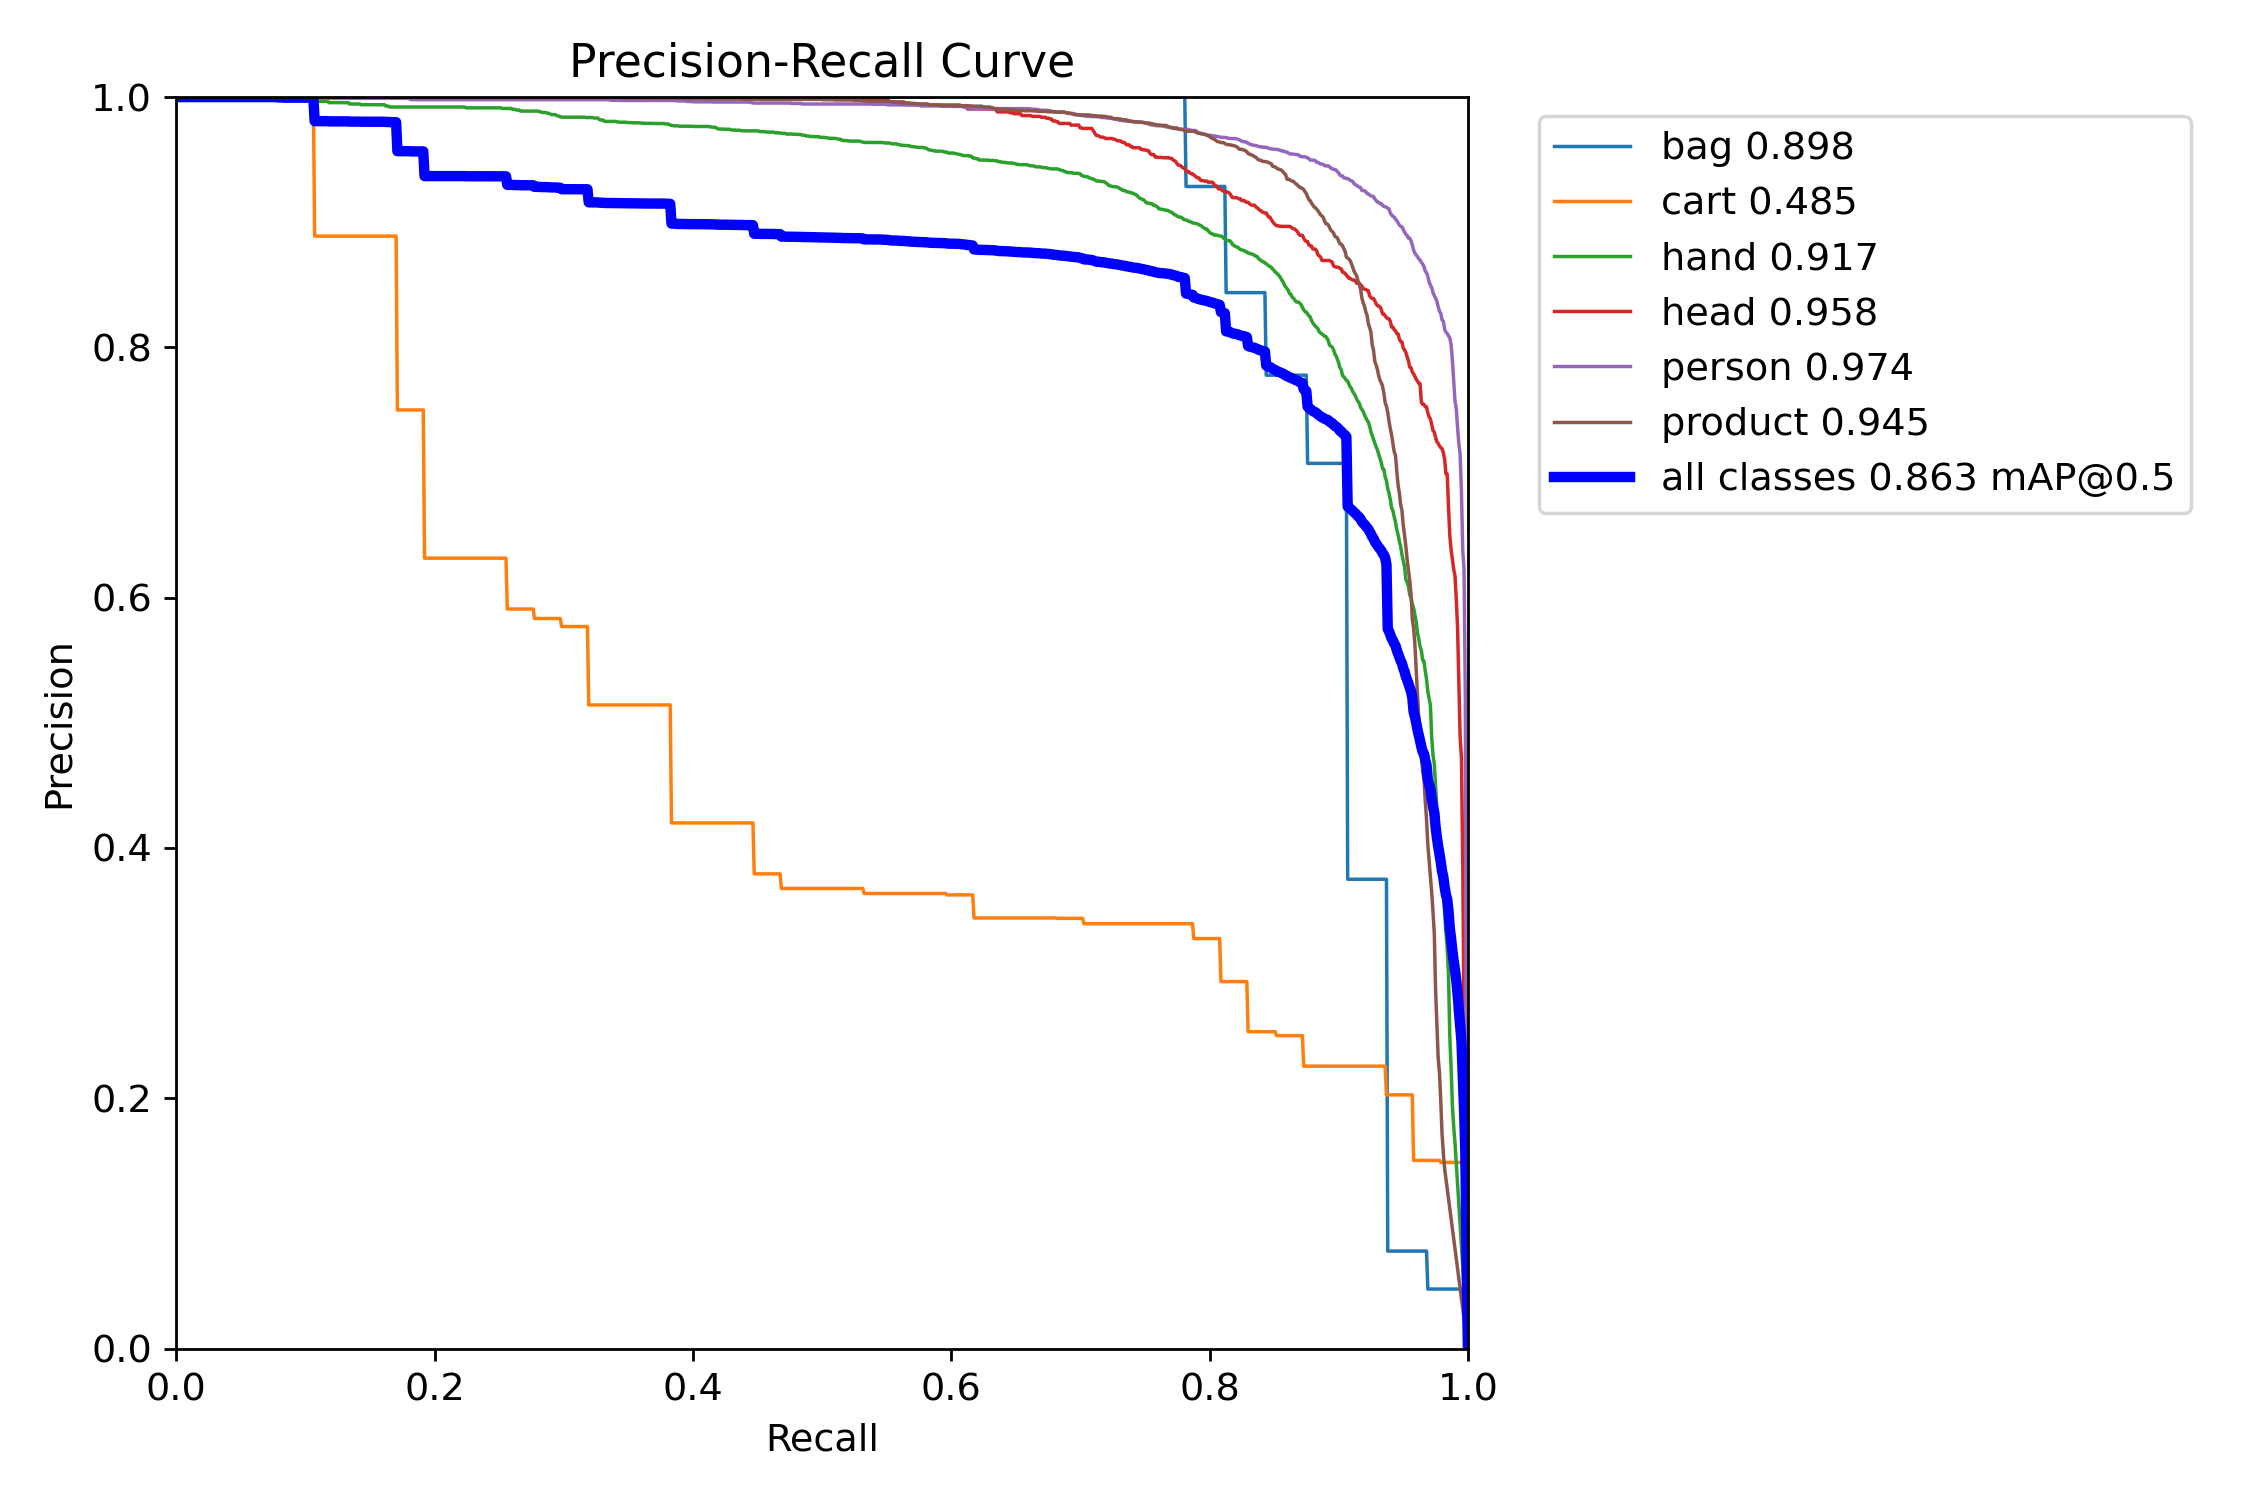 Precision-Recall Curve
1.0
0.8
0.6
0.4
0.2
0.0
Precision
0.0 0.2 0.4 0.6 0.8 1.0
Recall
bag 0.898
cart 0.485
hand 0.917
head 0.958
person 0.974
product 0.945
all classes 0.863 mAP@0.5